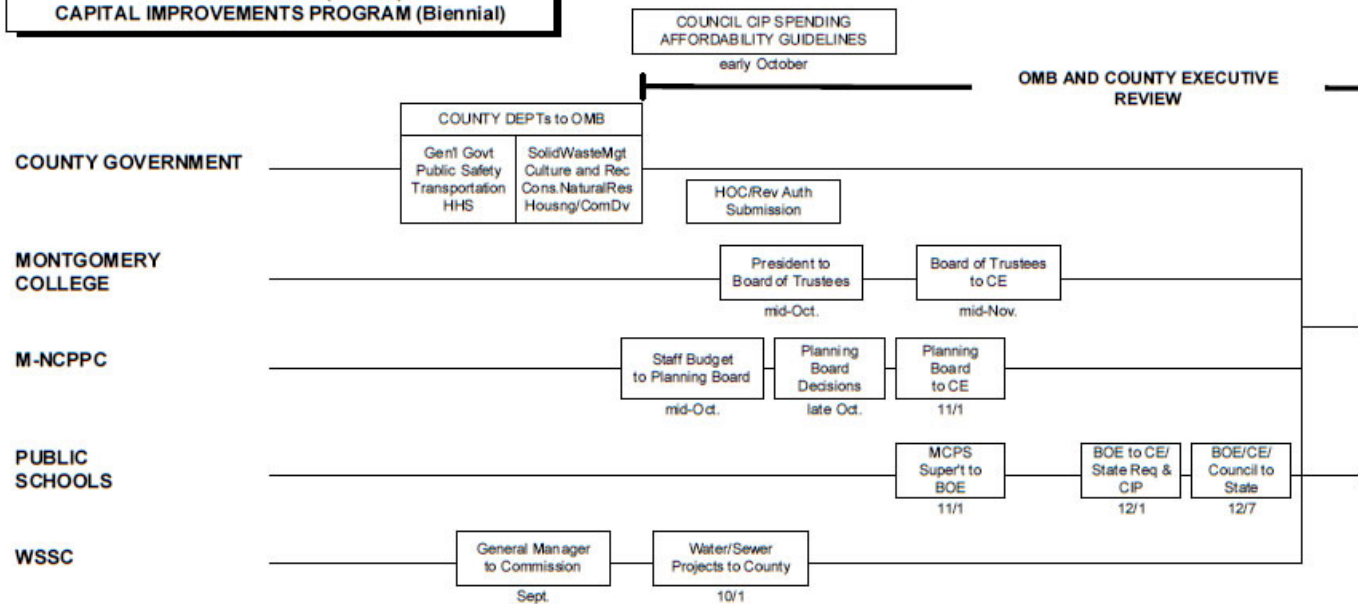 CAPITAL IMPROVEMENTS PROGRAM (Biennial)
COUNCIL CIP SPENDING
AFFORDABILITY GUIDELINES
early October
OMB AND COUNTY EXECUTIVE
REVIEW
COUNTY GOVERNMENT
COUNTY DEPTs to OMB
Gen'l Govt
Public Safety
Transportation
HHS
SolidWasteMgt
Culture and Rec
Cons.NaturalRes
Housng/ComDv
HOC/Rev Auth
Submission
MONTGOMERY
COLLEGE
President to
Board of Trustees
mid-Oct.
Board of Trustees
to CE
mid-Nov.
M-NCPPC
Staff Budget
to Planning Board
mid-Oct.
Planning
Board
Decisions
late Oct.
Planning
Board
to CE
11/1
PUBLIC
SCHOOLS
MCPS
Super't to
BOE
11/1
BOE to CE/
State Req &
CIP
12/1
BOE/CE/
Council to
State
12/7
WSSC
General Manager
to Commission
Sept.
Water/Sewer
Projects to County
10/1